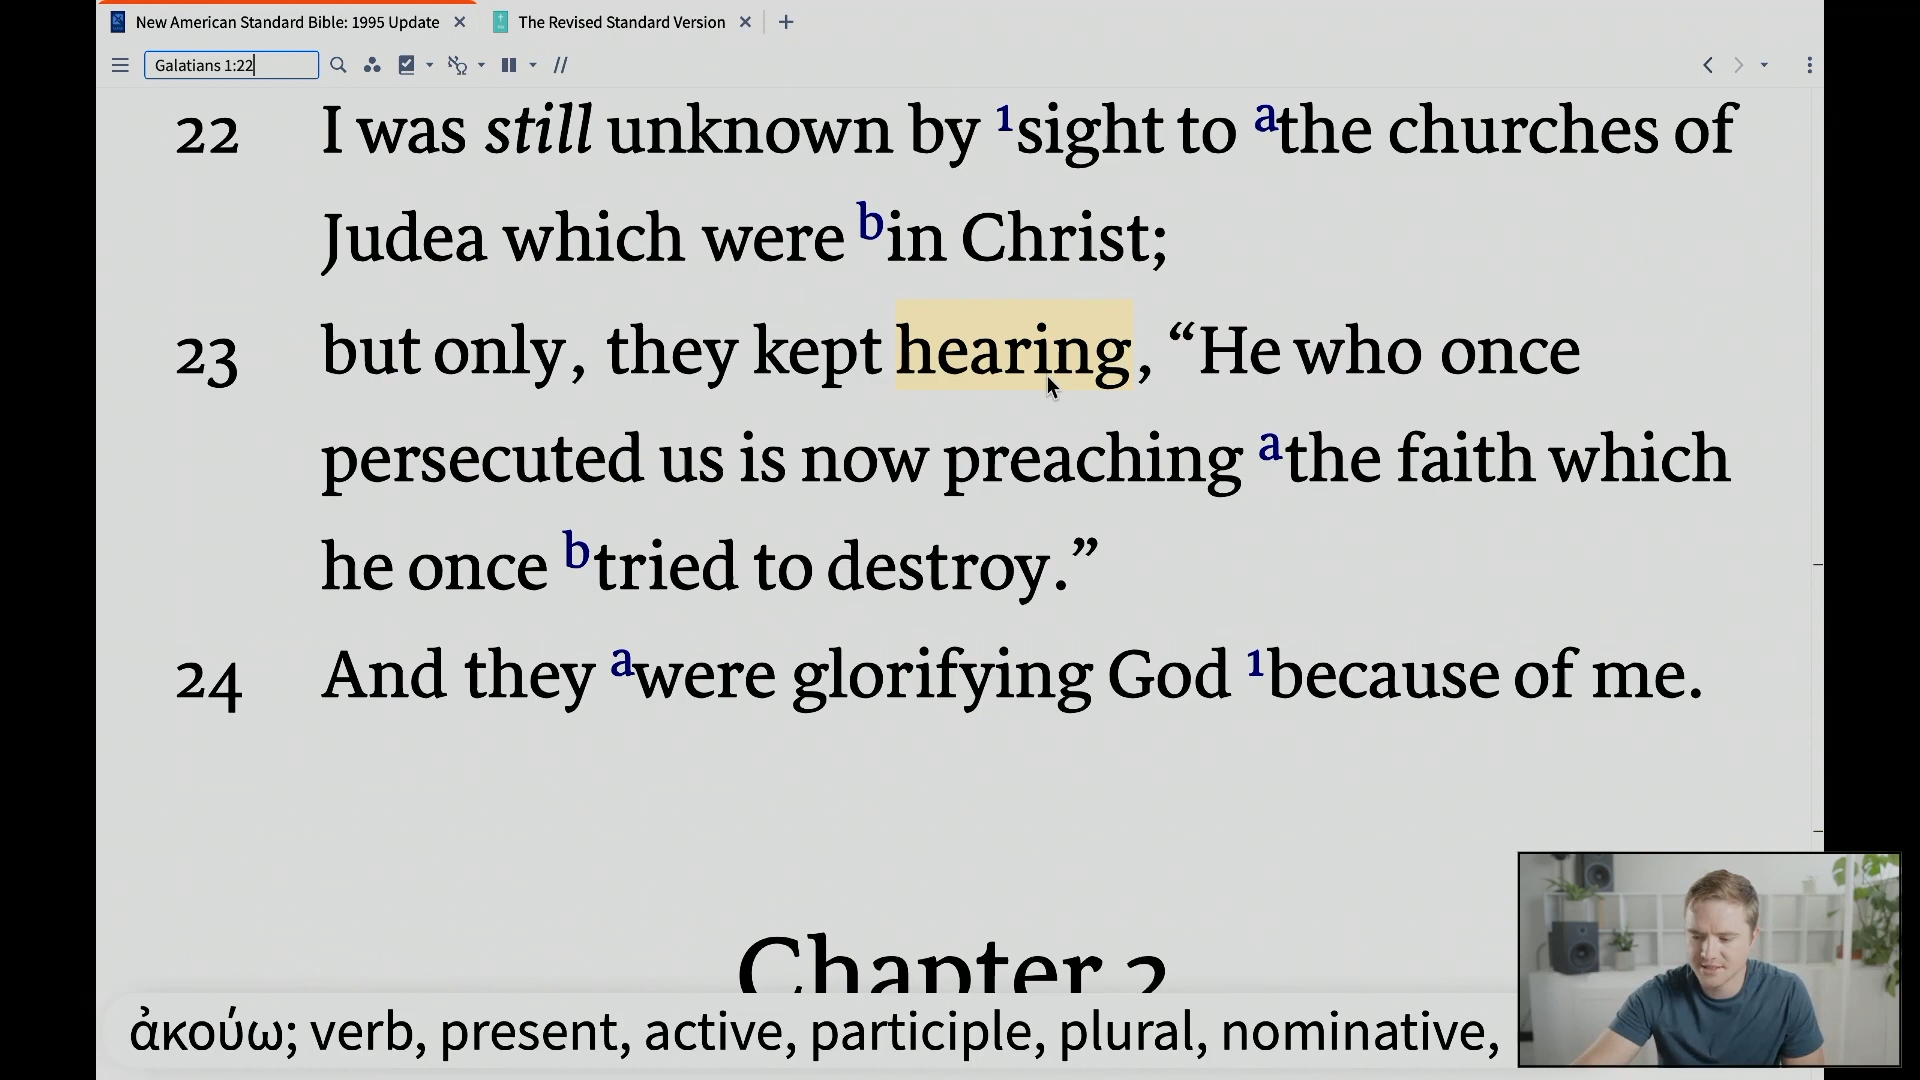 New American Standard Bible: 1995 Update
The Revised Standard Version
Galatians 1:22
22 I was still unknown by 1sight to athe churches of
Judea which were bin Christ;
23 but only, they kept hearing, “He who once
persecuted us is now preaching athe faith which
he once btried to destroy.”
24 And they awere glorifying God 1because of me.
Chapter 2
ἀκούω; verb, present, active, participle, plural, nominative,